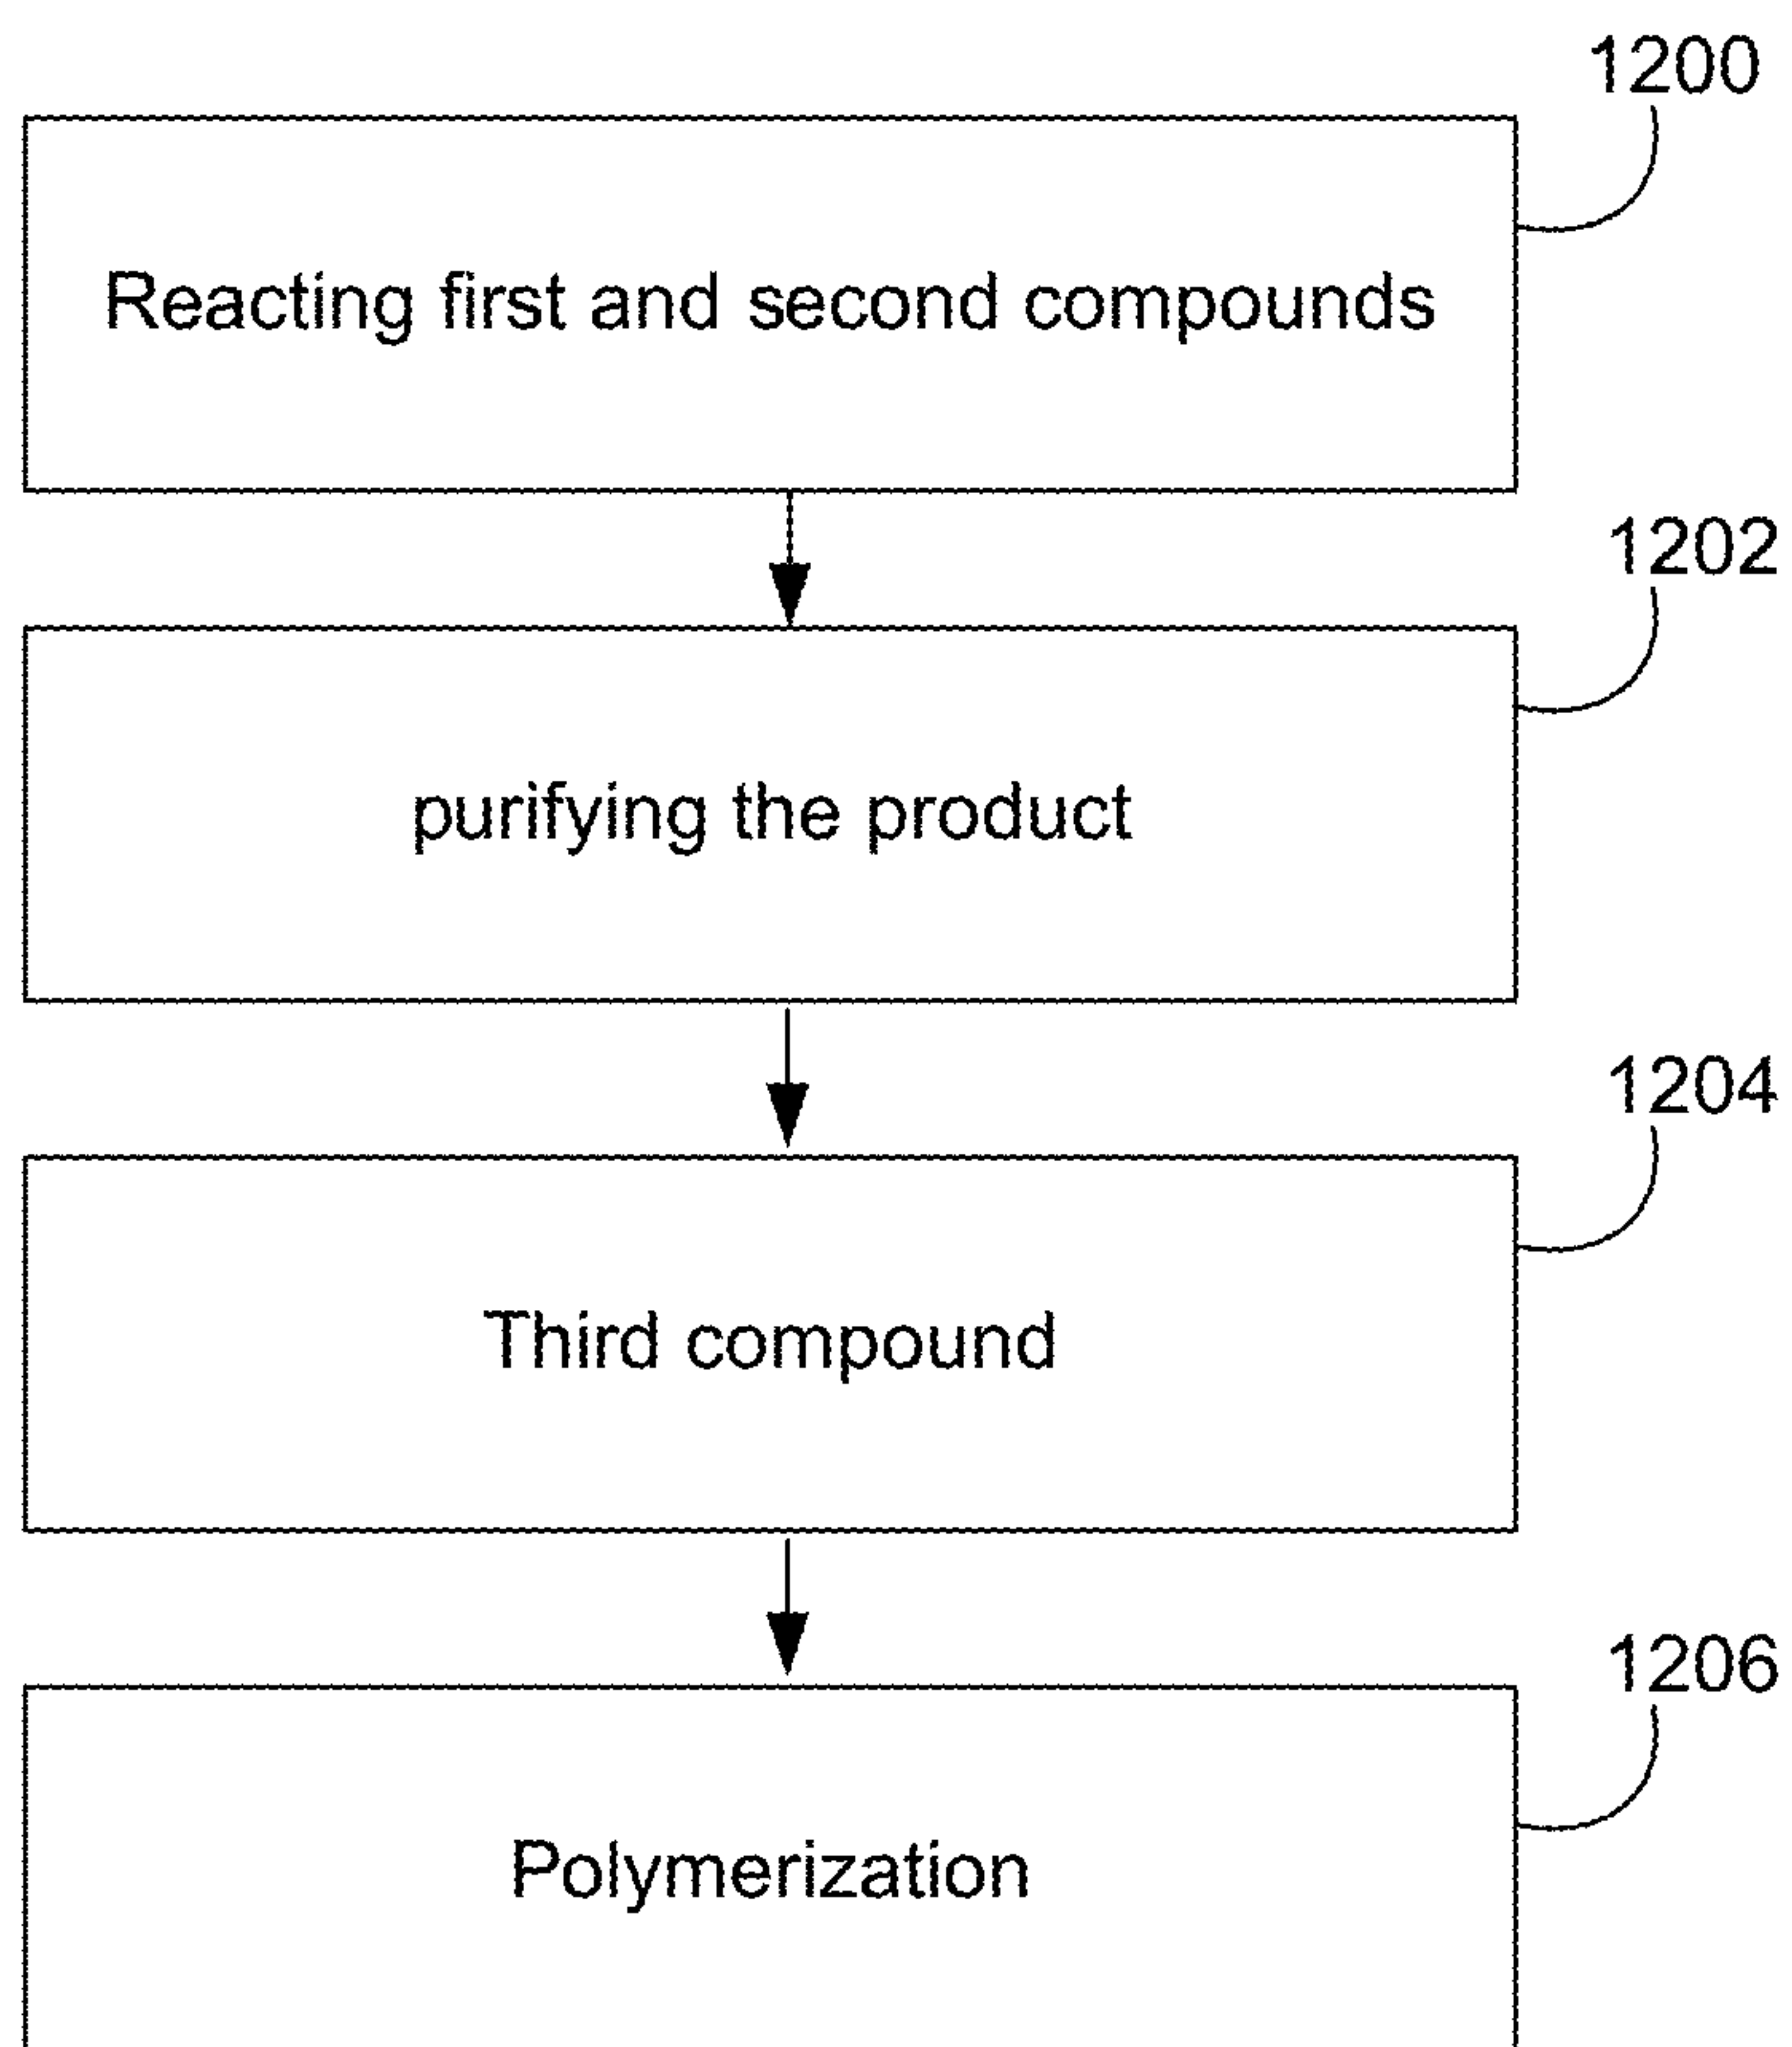 1200
Reacting first and second compounds
1202
purifying the product
1204
Third compound
1206
Polymerization